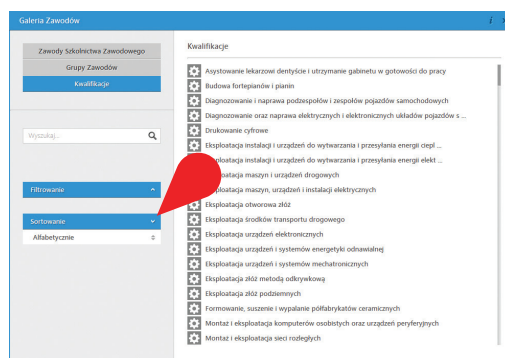 Galeria Zawodów
i x
Zawody Szkolnictwa Zawodowego
Grupy Zawodów
Kwalifikacje
Wyszukaj...
Filtrowanie
Sortowanie
Alfabetycznie
Kwalifikacje
Asystowanie lekarzowi dentyście i utrzymanie gabinetu w gotowości do pracy
Budowa fortepianów i pianin
Diagnozowanie i naprawa podzespołów i zespołów pojazdów samochodowych
Diagnozowanie oraz naprawa elektrycznych i elektronicznych układów pojazdów s ...
Drukowanie cyfrowe
Eksploatacja instalacji i urządzeń do wytwarzania i przesyłania energii ciepl ...
instalacji i urządzeń do wytwarzania i przesyłania energii elekt ...
maszyn i urządzeń drogowych
Eksploatacja maszyn, urządzeń i instalacji elektrycznych
Eksploatacja otworowa złóż
Eksploatacja środków transportu drogowego
Eksploatacja urządzeń elektronicznych
Eksploatacja urządzeń i systemów energetyki odnawialnej
Eksploatacja urządzeń i systemów mechatronicznych
Eksploatacja złóż metodą odkrywkową
Eksploatacja złóż podziemnych
Formowanie, suszenie i wypalanie półfabrykatów ceramicznych
Montaż i eksploatacja komputerów osobistych oraz urządzeń peryferyjnych
Montaż i eksploatacja sieci rozległych